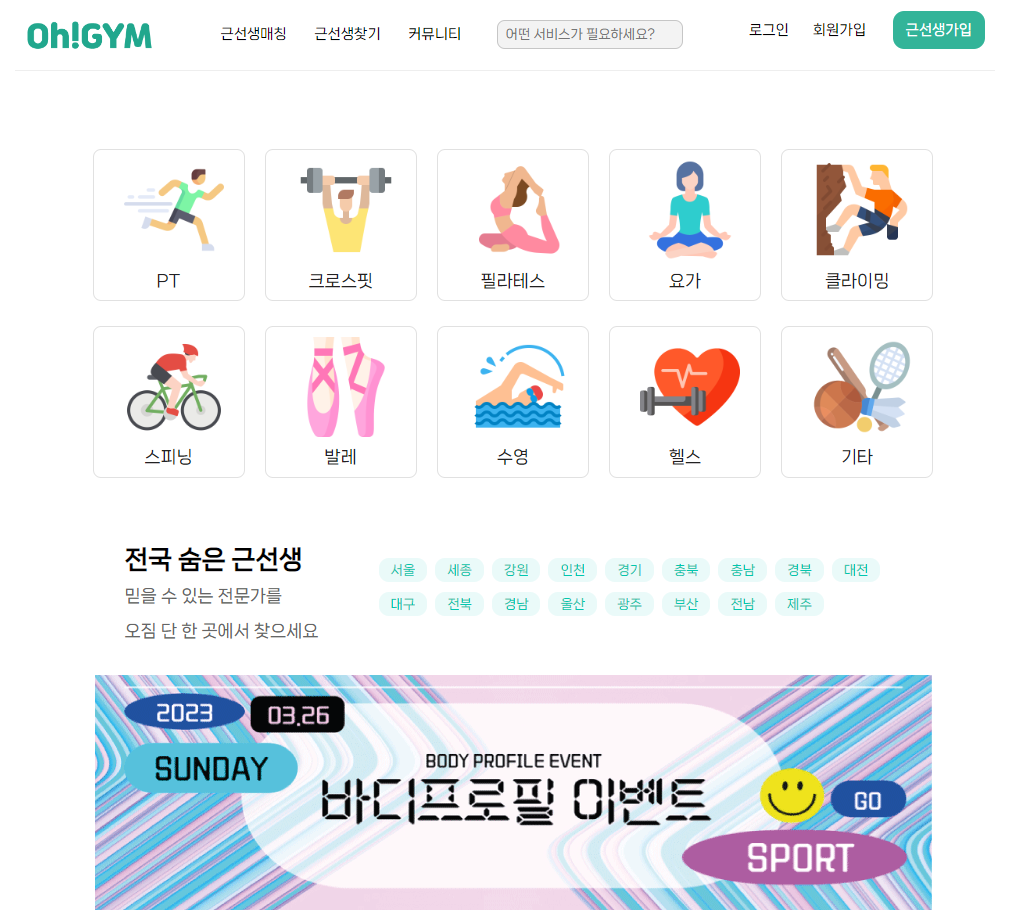 Oh!GYM 근선생매칭 근선생찾기 커뮤니티 어떤 서비스가 필요하세요? 로그인 회원가입 근선생가입
PT 크로스핏 필라테스 요가 클라이밍
스피닝 발레 수영 헬스 기타
전국 숨은 근선생
믿을 수 있는 전문가를
오짐 단 한 곳에서 찾으세요
서울 세종 강원 인천 경기 충북 충남 경북 대전
대구 전북 경남 울산 광주 부산 전남 제주
2023 03.26
SUNDAY
BODY PROFILE EVENT
바디프로필 이벤트
GO
SPORT